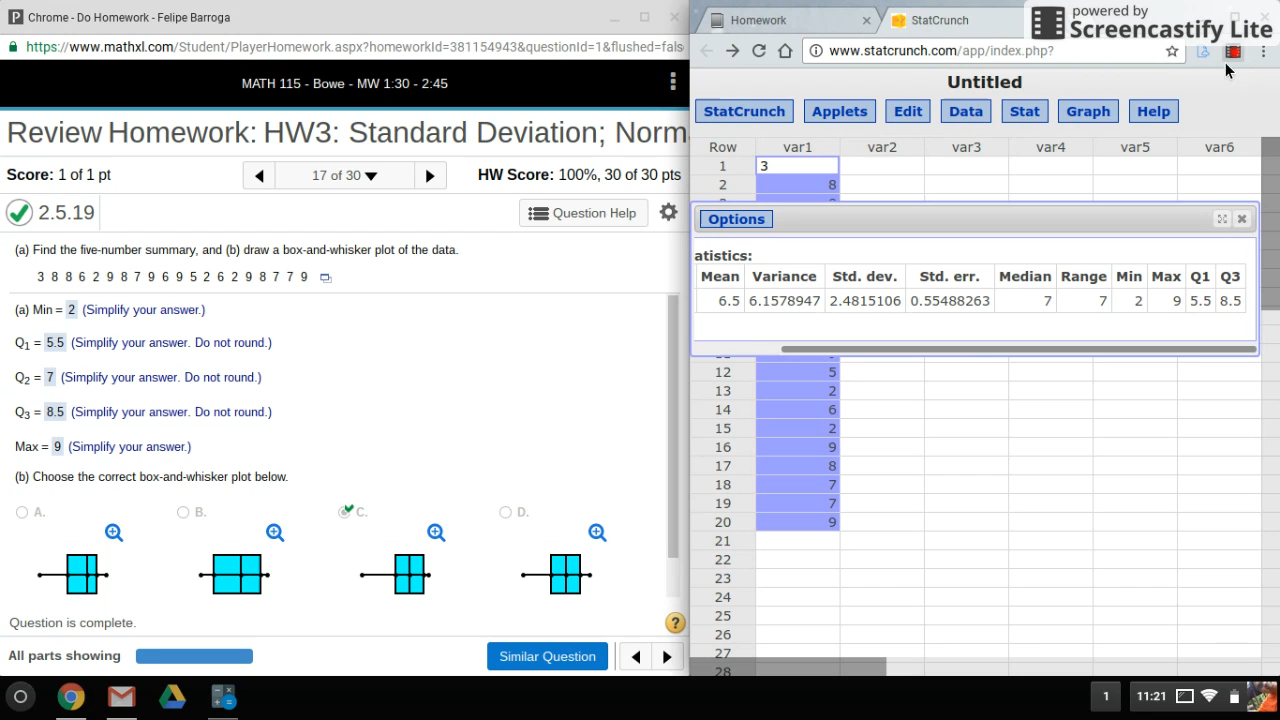 Chrome - Do Homework - Felipe Barroga
https://www.mathxl.com/Student/PlayerHomework.aspx?homeworkId=381154943&questionId=1&flushed=fals
MATH 115 - Bowe - MW 1:30 - 2:45
Review Homework: HW3: Standard Deviation; Norm
Score: 1 of 1 pt
17 of 30
HW Score: 100%, 30 of 30 pts
2.5.19
Question Help
(a) Find the five-number summary, and (b) draw a box-and-whisker plot of the data.
3 8 8 6 2 9 8 7 9 6 9 5 2 6 2 9 8 7 7 9
(a) Min = 2 (Simplify your answer.)
Q1 = 5.5 (Simplify your answer. Do not round.)
Q2 = 7 (Simplify your answer. Do not round.)
Q3 = 8.5 (Simplify your answer. Do not round.)
Max = 9 (Simplify your answer.)
(b) Choose the correct box-and-whisker plot below.
A. B. C. D.
Question is complete.
?
All parts showing
Similar Question
Homework
StatCrunch
powered by
Screencastify Lite
www.statcrunch.com/app/index.php?
Untitled
StatCrunch Applets Edit Data Stat Graph Help
Row var1 var2 var3 var4 var5 var6
1 3
2 8
Options
atistics:
Mean Variance Std. dev. Std. err. Median Range Min Max Q1 Q3
6.5 6.1578947 2.4815106 0.55488263 7 7 2 9 5.5 8.5
12 5
13 2
14 6
15 2
16 9
17 8
18 7
19 7
20 9
21
22
23
24
25
26
27
28
1
11:21